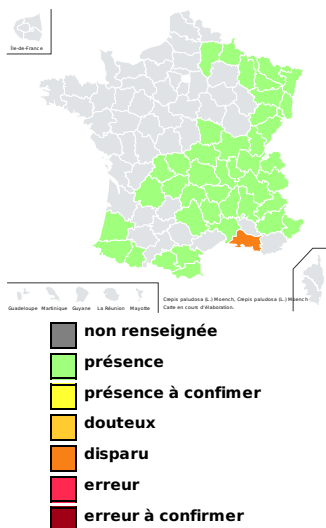 Île-de-France
Guadeloupe Martinique Guyane La Réunion Mayotte
Crepis paludosa (L.) Moench, Crepis paludosa (L.) Moench
Carte en cours d'élaboration.
non renseignée
présence
présence à confimer
douteux
disparu
erreur
erreur à confirmer